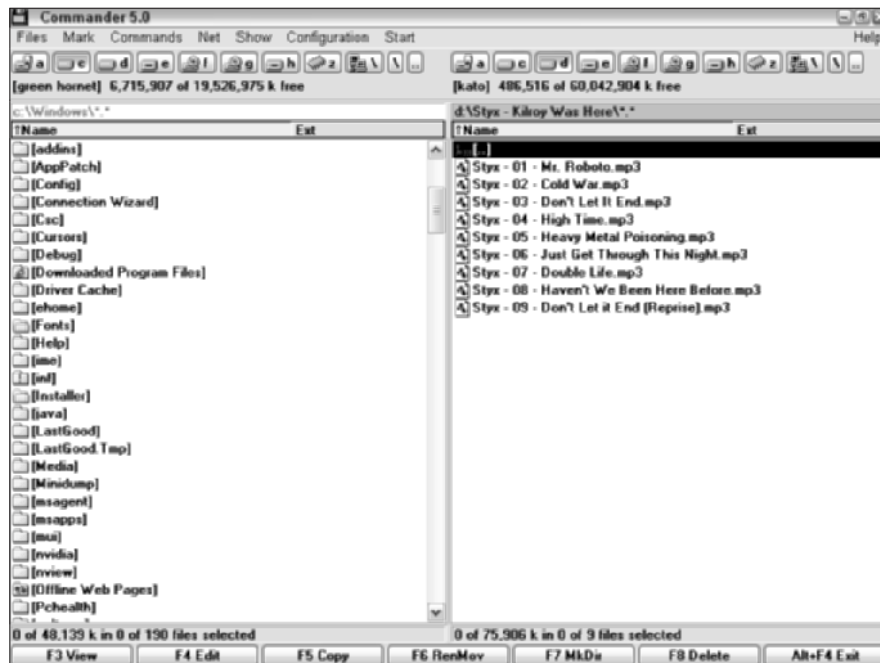 Commander 5.0
Files Mark Commands Net Show Configuration Start Help
a c d e f g h z \ \ ..
a c d e f g h z \ \ ..
[green hornet] 6,715,907 of 19,526,975 k free
[kato] 486,516 of 60,042,904 k free
c:\Windows\*.*
↑Name Ext
[addins]
[AppPatch]
[Config]
[Connection Wizard]
[Csc]
[Cursors]
[Debug]
[Downloaded Program Files]
[Driver Cache]
[ehome]
[Fonts]
[Help]
[ime]
[inf]
[Installer]
[java]
[LastGood]
[LastGood.Tmp]
[Media]
[Minidump]
[msagent]
[msapps]
[mui]
[nvidia]
[nview]
[Offline Web Pages]
[Pchealth]
0 of 48,139 k in 0 of 190 files selected
d:\Styx - Kilroy Was Here\*.*
↑Name Ext
[..]
Styx - 01 - Mr. Roboto.mp3
Styx - 02 - Cold War.mp3
Styx - 03 - Don't Let It End.mp3
Styx - 04 - High Time.mp3
Styx - 05 - Heavy Metal Poisoning.mp3
Styx - 06 - Just Get Through This Night.mp3
Styx - 07 - Double Life.mp3
Styx - 08 - Haven't We Been Here Before.mp3
Styx - 09 - Don't Let it End (Reprise).mp3
0 of 75,906 k in 0 of 9 files selected
F3 View F4 Edit F5 Copy F6 RenMov F7 MkDir F8 Delete Alt+F4 Exit